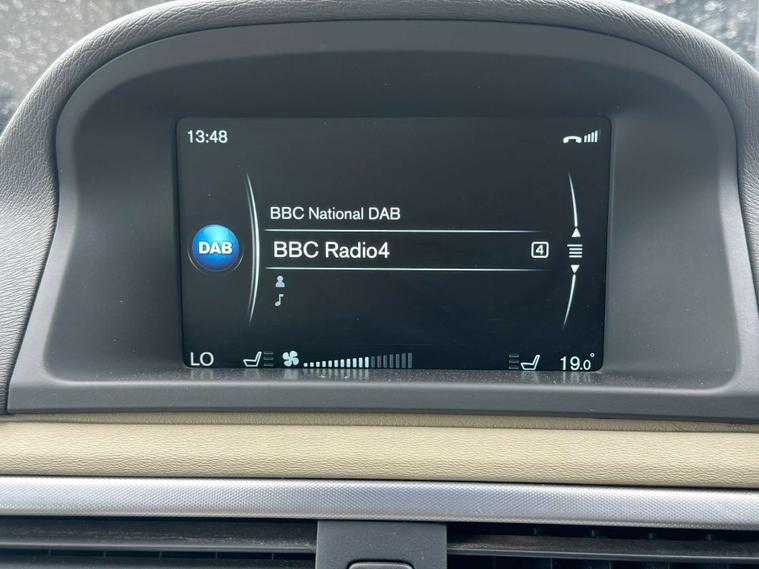 13:48
BBC National DAB
DAB
BBC Radio4 4
LO 19.0°